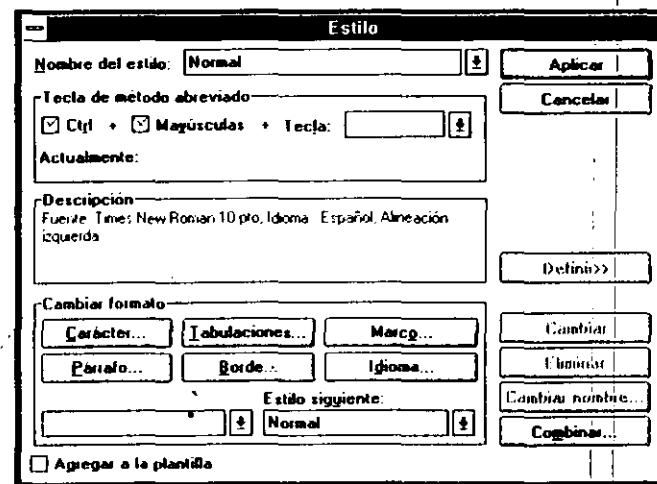 Estilo
Nombre del estilo: Normal
Aplicar
Cancelar
Tecla de método abreviado
Ctrl + Mayúsculas + Tecla:
Actualmente:
Descripción
Fuente: Times New Roman 10 pto, Idioma: Español, Alineación
izquierda
Definir>>
Cambiar formato
Carácter... Tabulaciones... Marco...
Párrafo... Borde... Idioma...
Estilo siguiente:
Normal
Cambiar
Eliminar
Cambiar nombre...
Combinar...
Agregar a la plantilla